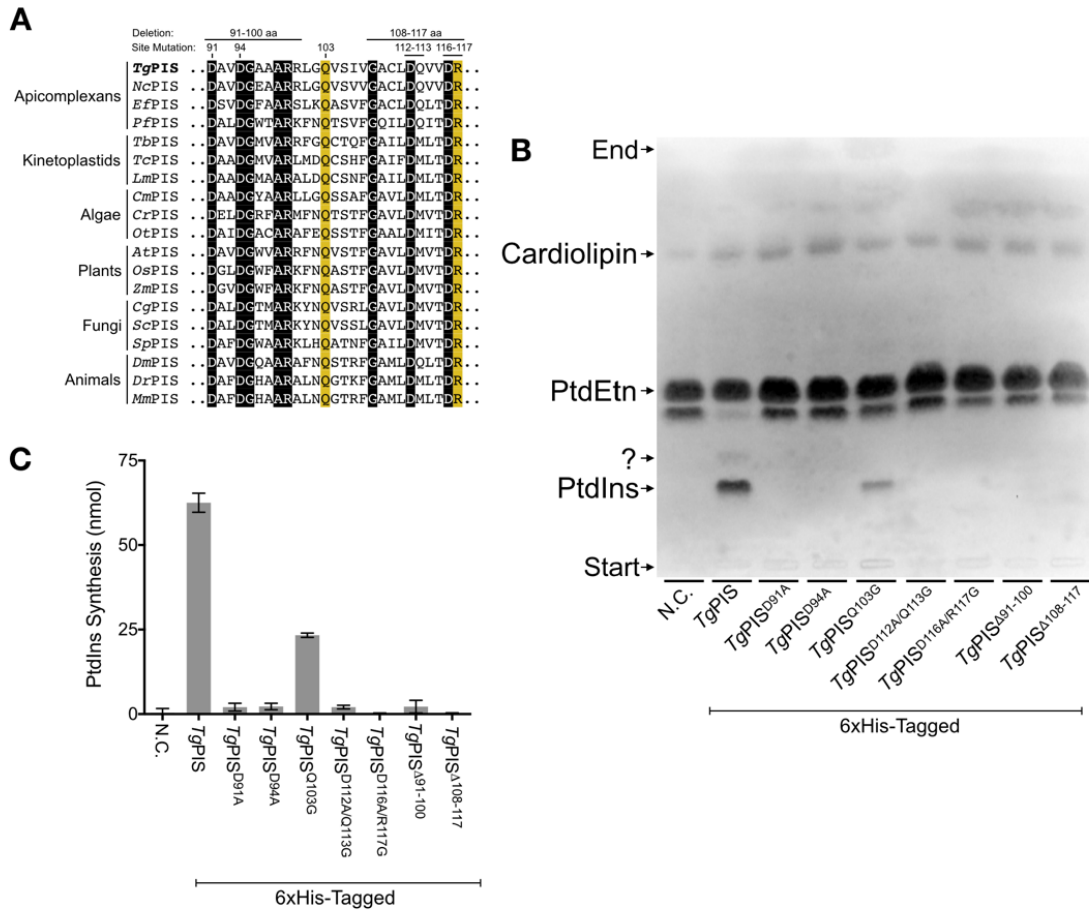 A
Deletion: 91-100 aa 108-117 aa
Site Mutation: 91 94 103 112-113 116-117
Apicomplexans
TgPIS ..DAVDGAAARRLGQVSIVGACLDQVVDR..
NcPIS ..DAVDGEAARRLGQVSVVGACLDQVVDR..
EfPIS ..DSVDGFAARSLKQASVFGACLDQLTDR..
PfPIS ..DALDGWTARKFNQTSVFGQILDQITDR..
Kinetoplastids
TbPIS ..DAVDGMVARRFGQCTQFGAILDMLTDR..
TcPIS ..DAADGMVARLMDQCSHFGAIFDMLTDR..
LmPIS ..DAADGMAARALDQCSNFGAILDMLTDR..
Algae
CmPIS ..DAADGYAARLLGQSSAFGAVLDMVTDR..
CrPIS ..DELDGRFARMFNQTSTFGAVLDMVTDR..
OtPIS ..DAIDGACARAFEQSSTFGAALDMITDR..
Plants
AtPIS ..DAVDGWVARRFNQVSTFGAVLDMVTDR..
OsPIS ..DGLDGWFARKFNQASTFGAVLDMVTDR..
ZmPIS ..DGVDGWFARKFNQASTFGAVLDMVTDR..
Fungi
CgPIS ..DALDGTMARKYNQVSRLGAVLDMVTDR..
ScPIS ..DALDGTMARKYNQVSSLGAVLDMVTDR..
SpPIS ..DAFDGWAARKLHQATNFGAILDMVTDR..
Animals
DmPIS ..DAVDGQAARAFNQSTRFGAMLDQLTDR..
DrPIS ..DAFDGHAARALNQGTKFGAMLDMLTDR..
MmPIS ..DAFDGHAARALNQGTRFGAMLDMLTDR..
B
End
Cardiolipin
PtdEtn
?
PtdIns
Start
N.C.
TgPIS
TgPISD91A
TgPISD94A
TgPISQ103G
TgPISD112A/Q113G
TgPISD116A/R117G
TgPISΔ91-100
TgPISΔ108-117
6xHis-Tagged
C
PtdIns Synthesis (nmol)
75
50
25
0
N.C.
TgPIS
TgPISD91A
TgPISD94A
TgPISQ103G
TgPISD112A/Q113G
TgPISD116A/R117G
TgPISΔ91-100
TgPISΔ108-117
6xHis-Tagged